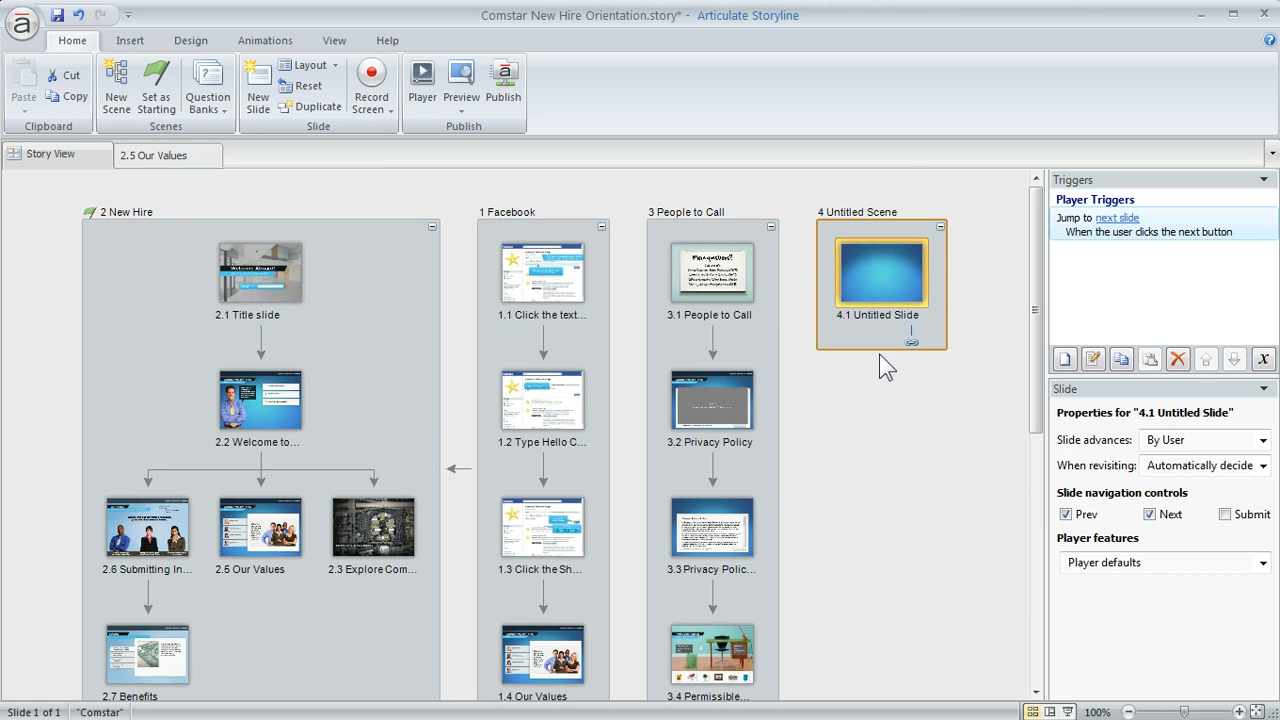 Comstar New Hire Orientation.story* - Articulate Storyline
Home
Insert
Design
Animations
View
Help
Paste
Cut
Copy
Clipboard
New
Scene
Set as
Starting
Question
Banks
Scenes
New
Slide
Layout
Reset
Duplicate
Slide
Record
Screen
Player
Preview
Publish
Publish
Story View
2.5 Our Values
2 New Hire
2.1 Title slide
2.2 Welcome to...
2.6 Submitting In...
2.5 Our Values
2.3 Explore Com...
2.7 Benefits
1 Facebook
1.1 Click the text...
1.2 Type Hello C...
1.3 Click the Sh...
1.4 Our Values
3 People to Call
3.1 People to Call
3.2 Privacy Policy
3.3 Privacy Polic...
3.4 Permissible...
4 Untitled Scene
4.1 Untitled Slide
Triggers
Player Triggers
Jump to next slide
When the user clicks the next button
Slide
Properties for "4.1 Untitled Slide"
Slide advances: By User
When revisiting: Automatically decide
Slide navigation controls
Prev
Next
Submit
Player features
Player defaults
Slide 1 of 1
"Comstar"
100%